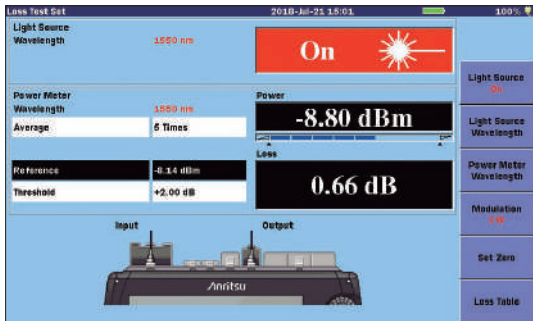 Loss Test Set 2018-Jul-21 15:01 100%
Light Source
Wavelength 1550 nm
On
Power Meter
Wavelength 1550 nm
Average 5 Times
Reference -8.14 dBm
Threshold +2.00 dB
Power
-8.80 dBm
Loss
0.66 dB
Input Output
Anritsu
Light Source
On
Light Source
Wavelength
Power Meter
Wavelength
Modulation
CW
Set Zero
Loss Table